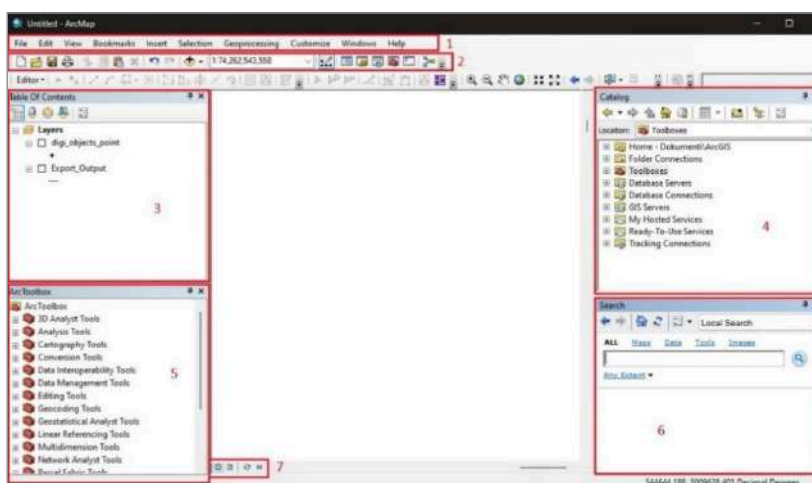 Untitled - ArcMap
File Edit View Bookmarks Insert Selection Geoprocessing Customize Windows Help
1
1:74,262,543,558
2
Editor
Table Of Contents
Layers
digi_objects_point
Export_Output
3
ArcToolbox
ArcToolbox
3D Analyst Tools
Analysis Tools
Cartography Tools
Conversion Tools
Data Interoperability Tools
Data Management Tools
Editing Tools
Geocoding Tools
Geostatistical Analyst Tools
Linear Referencing Tools
Multidimension Tools
Network Analyst Tools
Parcel Fabric Tools
5
7
Catalog
Location: Toolboxes
Home - Dokumenti\ArcGIS
Folder Connections
Toolboxes
Database Servers
Database Connections
GIS Servers
My Hosted Services
Ready-To-Use Services
Tracking Connections
4
Search
Local Search
ALL Maps Data Tools Images
Any Extent
6
Decimal Degrees